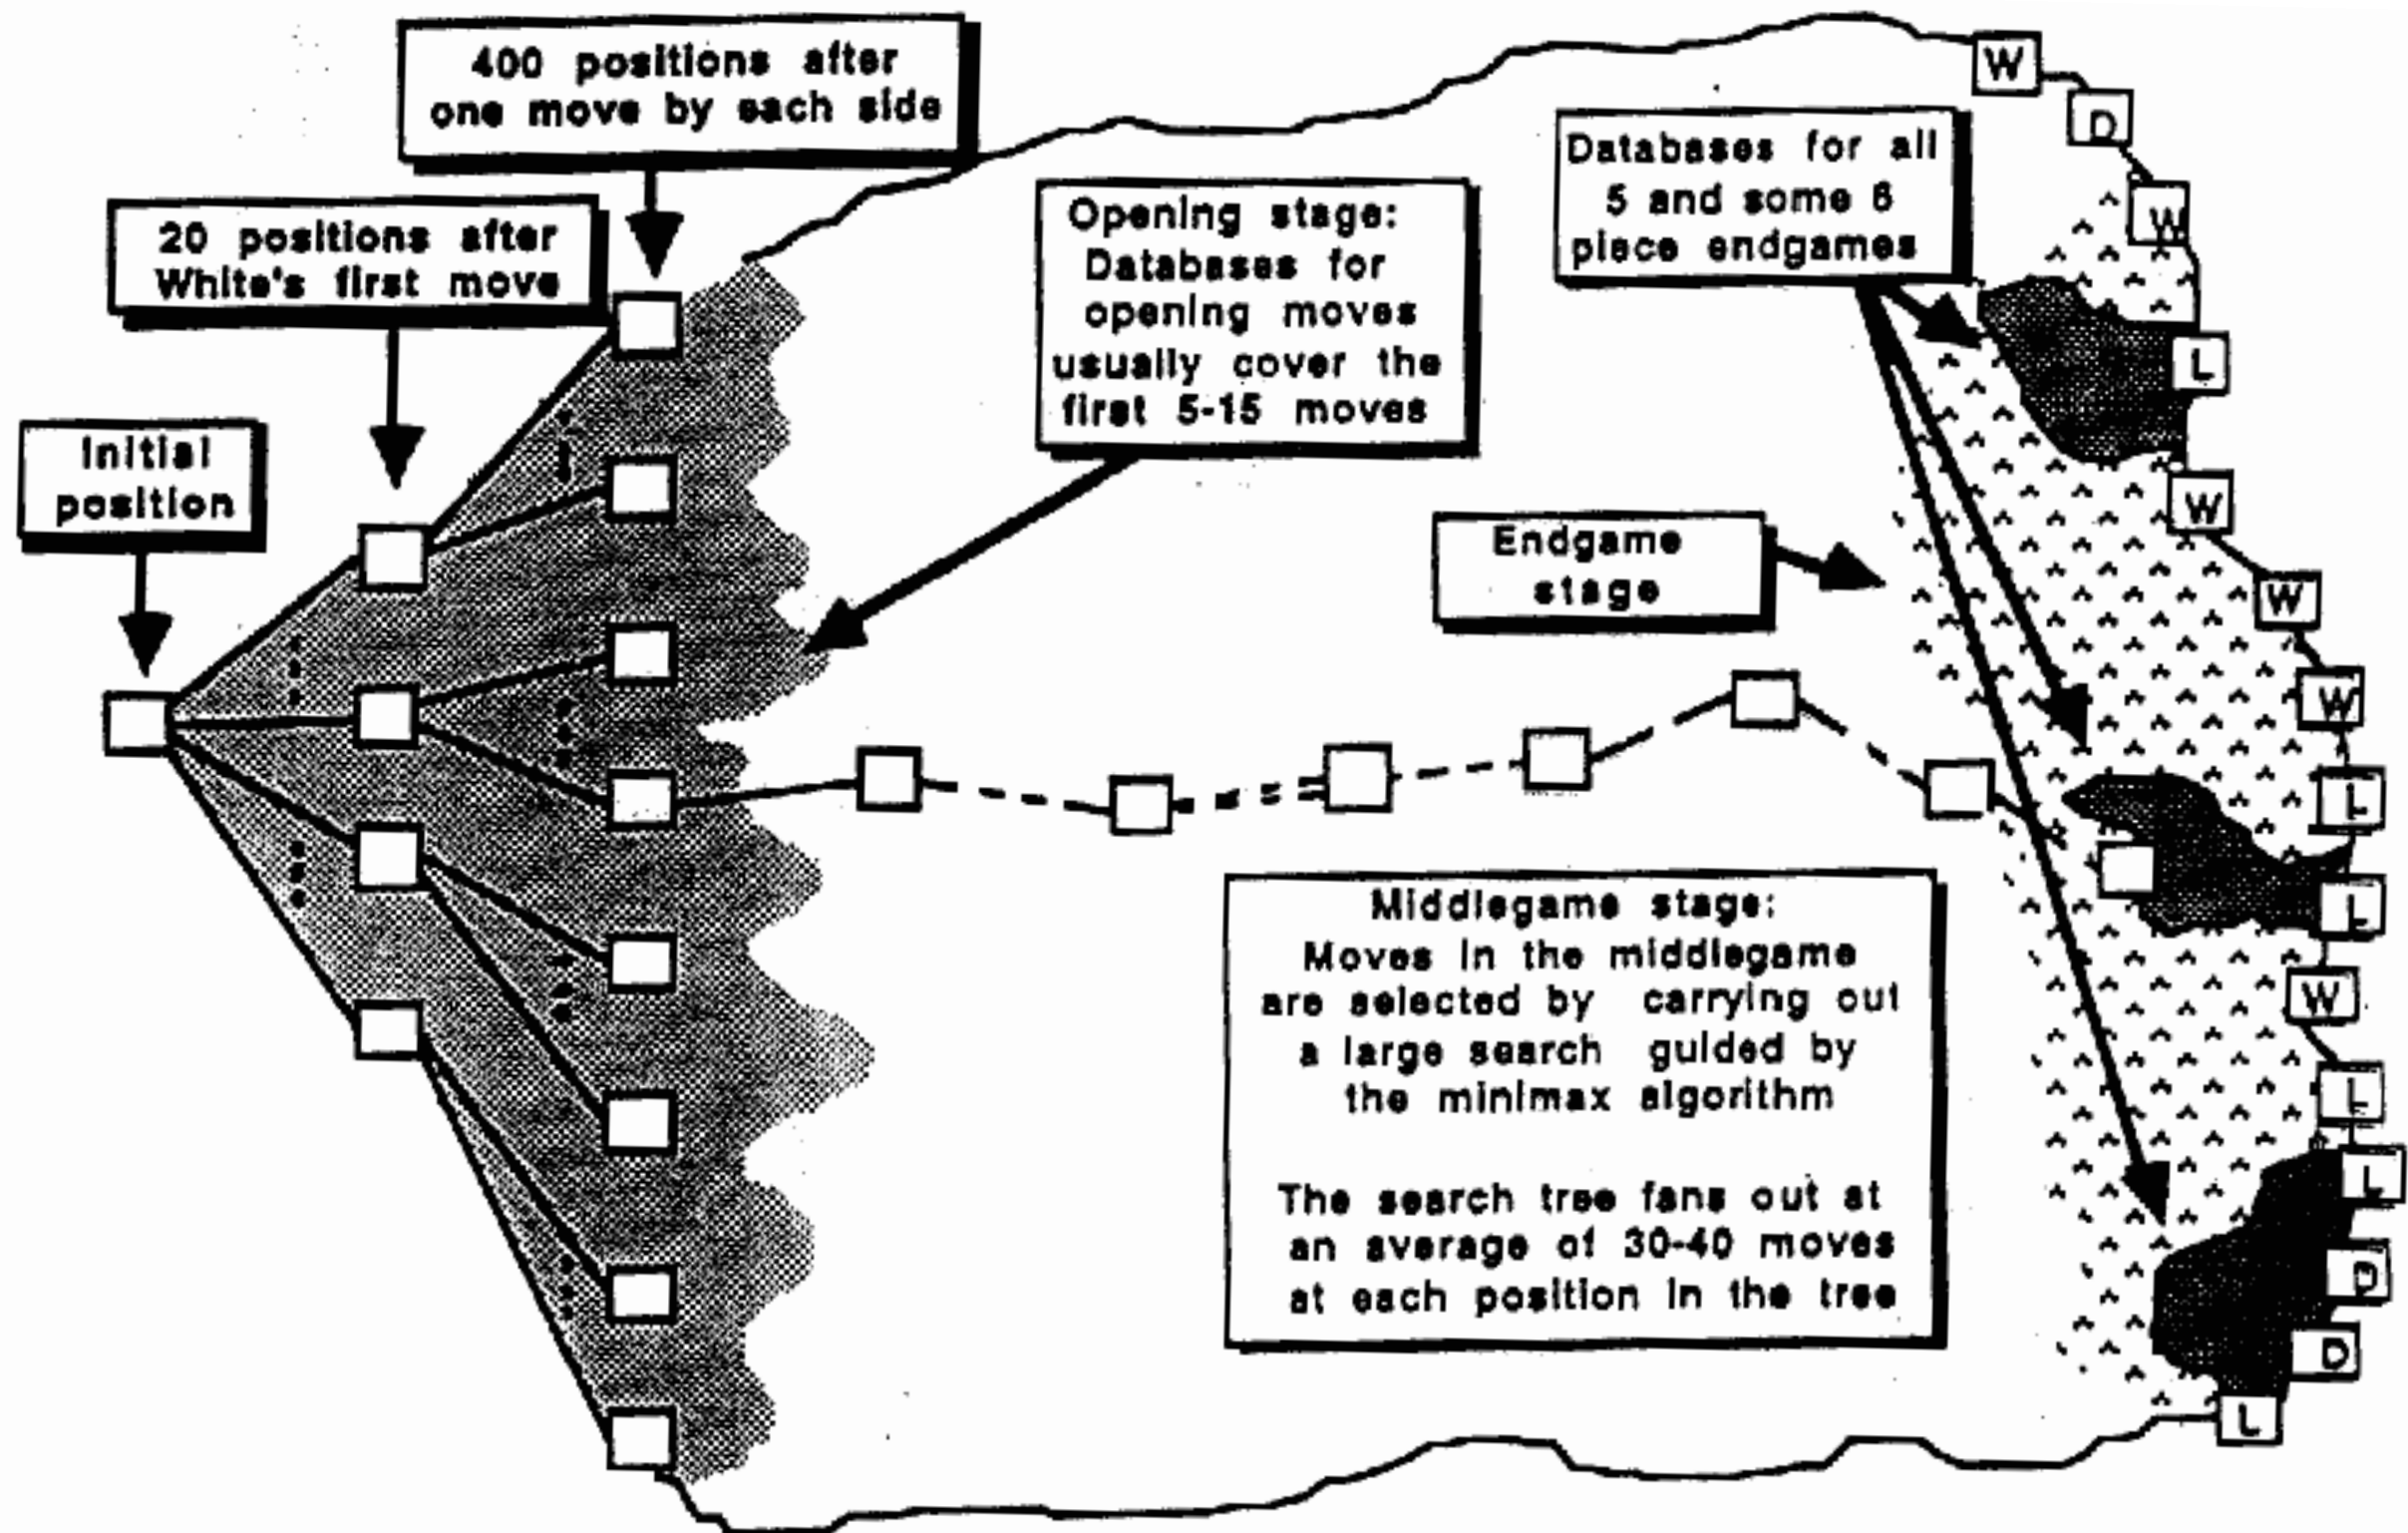 400 positions after
one move by each side
20 positions after
White's first move
Initial
position
Opening stage:
Databases for
opening moves
usually cover the
first 5-15 moves
Databases for all
5 and some 6
piece endgames
Endgame
stage
Middlegame stage:
Moves in the middlegame
are selected by carrying out
a large search guided by
the minimax algorithm
The search tree fans out at
an average of 30-40 moves
at each position in the tree
W
D
W
L
W
W
W
L
L
W
L
L
D
D
L